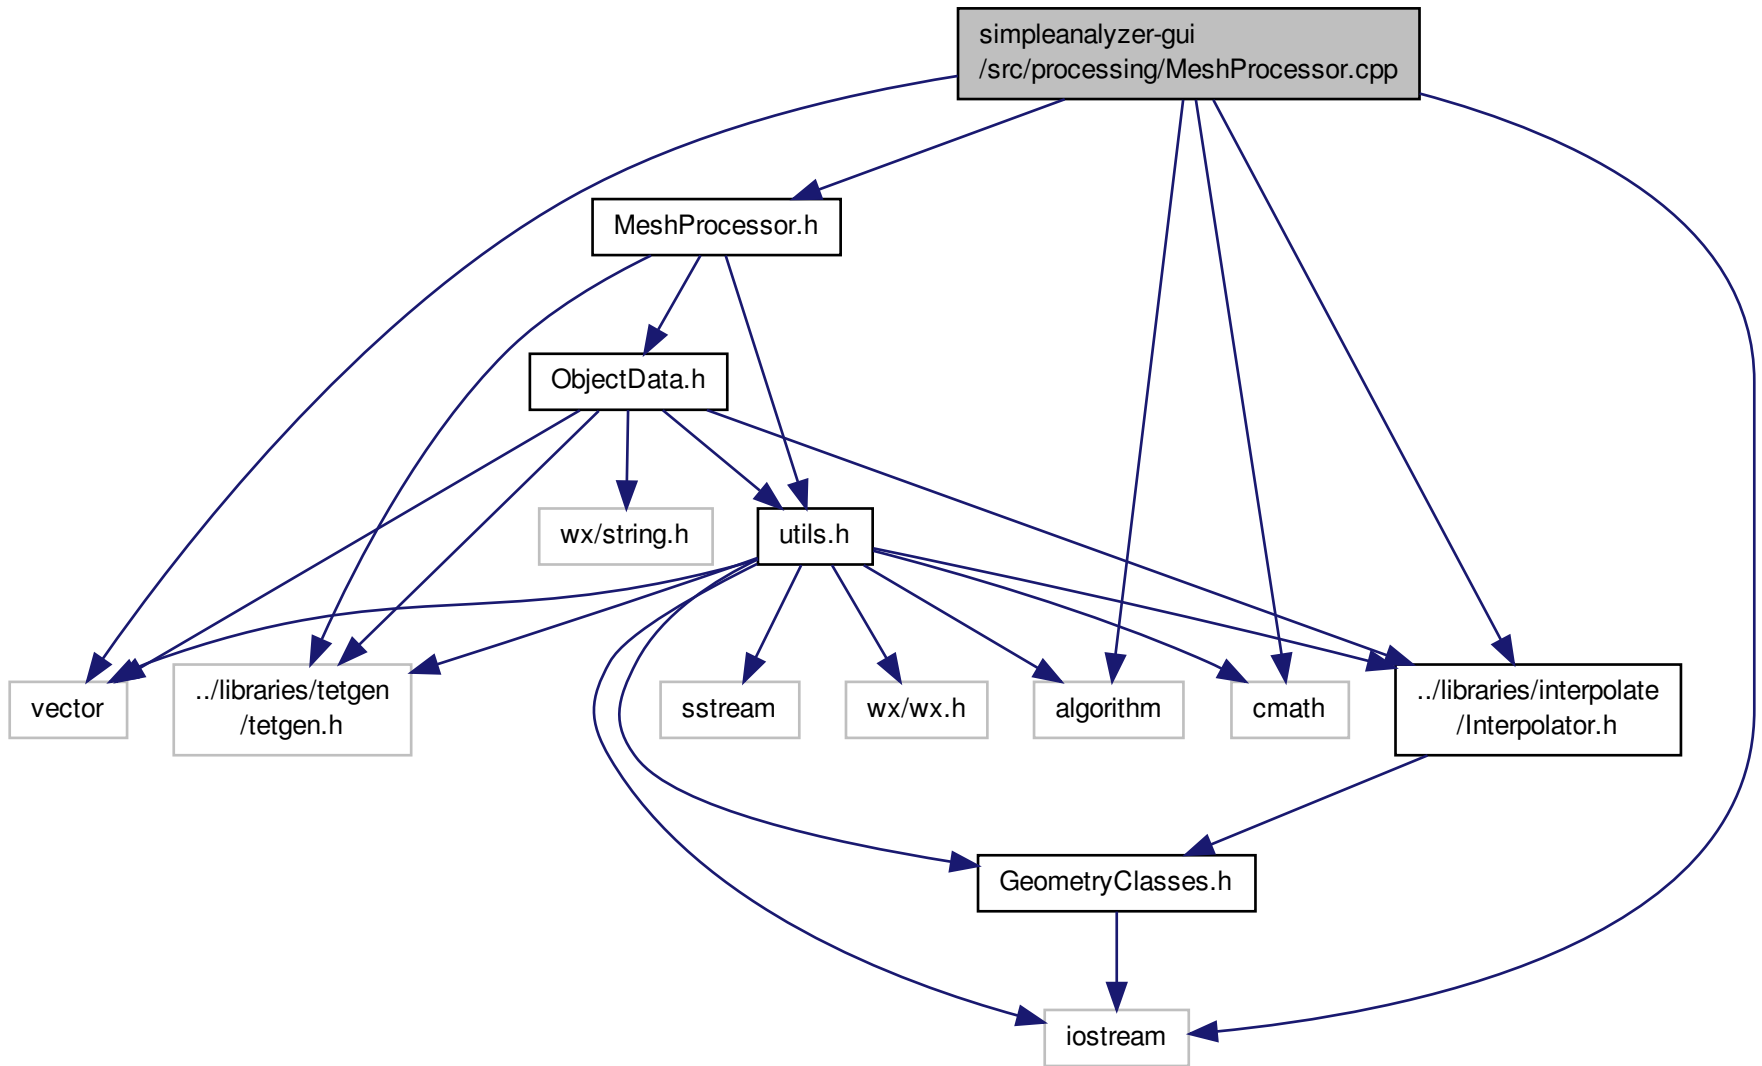 simpleanalyzer-gui
/src/processing/MeshProcessor.cpp
MeshProcessor.h
ObjectData.h
wx/string.h
utils.h
vector
../libraries/tetgen
/tetgen.h
sstream
wx/wx.h
algorithm
cmath
../libraries/interpolate
/Interpolator.h
GeometryClasses.h
iostream